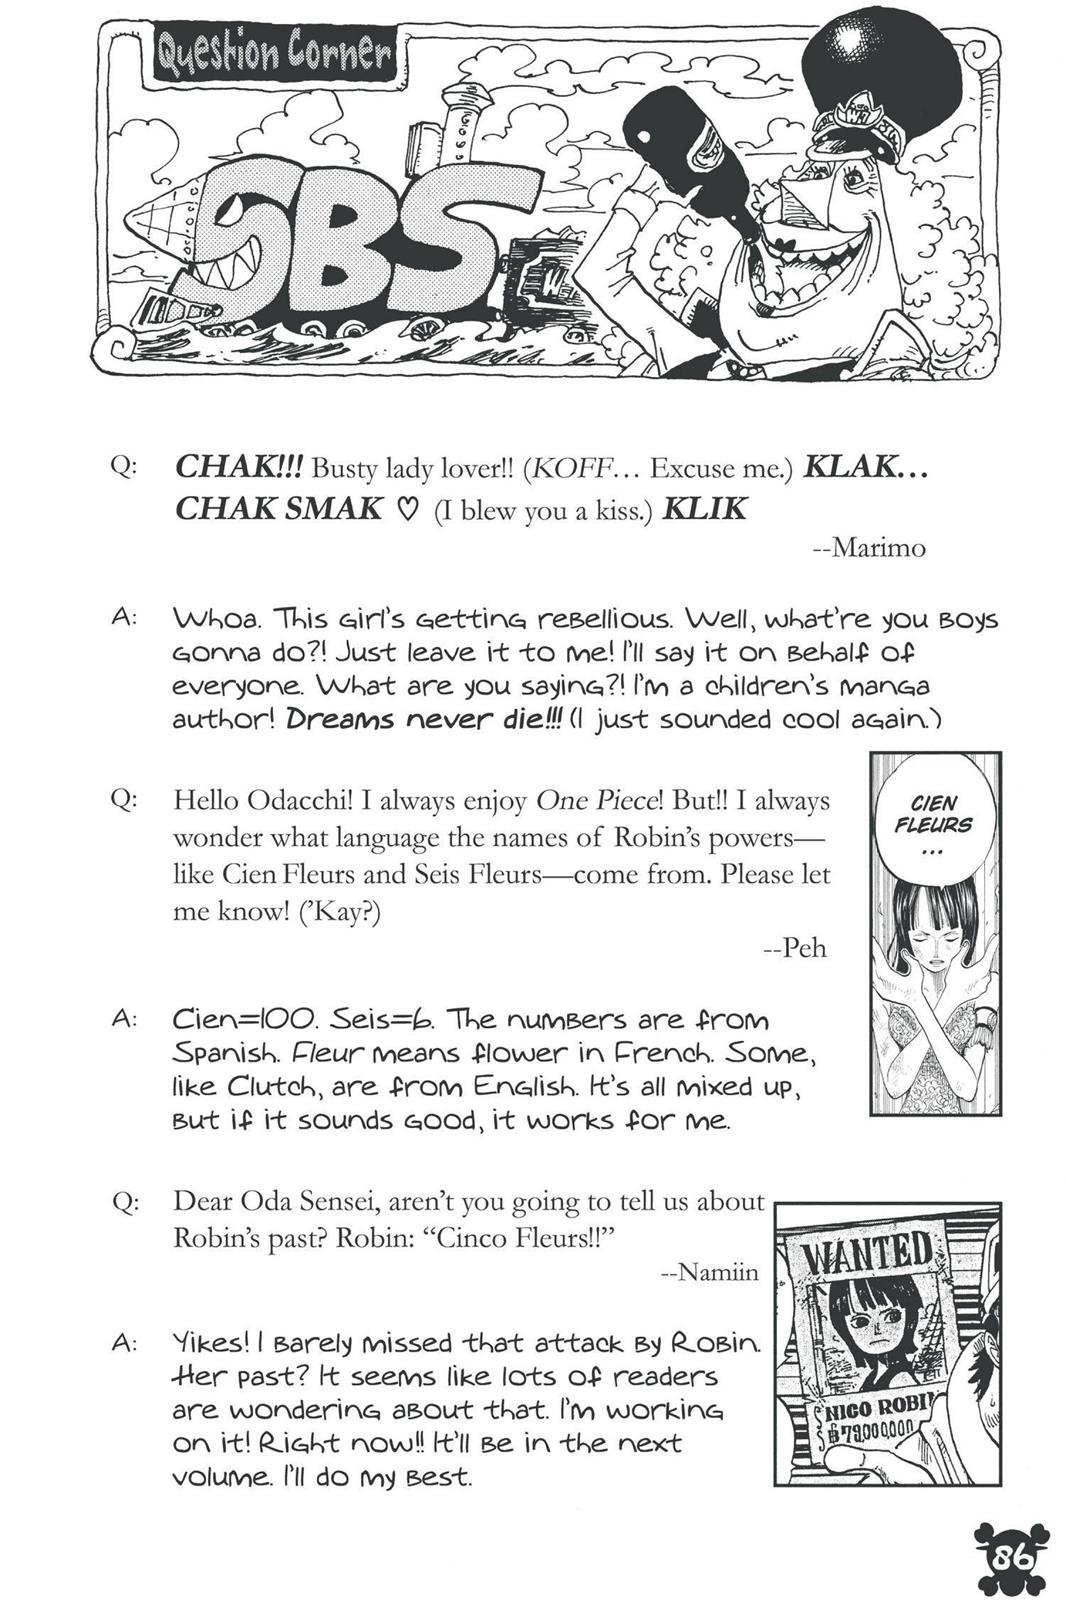 Question Corner
SBS
W-7
W
Q: CHAK!!! Busty lady lover!! (KOFF... Excuse me.) KLAK...
CHAK SMAK ♡ (I blew you a kiss.) KLIK
--Marimo
A: Whoa. This girl's getting rebellious. Well, what're you boys
gonna do?! Just leave it to me! I'll say it on behalf of
everyone. What are you saying?! I'm a children's manga
author! Dreams never die!!! (I just sounded cool again.)
Q: Hello Odacchi! I always enjoy One Piece! But!! I always
wonder what language the names of Robin's powers—
like Cien Fleurs and Seis Fleurs—come from. Please let
me know! ('Kay?)
--Peh
CIEN
FLEURS
...
A: Cien=100. Seis=6. The numbers are from
Spanish. Fleur means flower in French. Some,
like Clutch, are from English. It's all mixed up,
but if it sounds good, it works for me.
Q: Dear Oda Sensei, aren't you going to tell us about
Robin's past? Robin: “Cinco Fleurs!!”
--Namiin
A: Yikes! I barely missed that attack by Robin.
Her past? It seems like lots of readers
are wondering about that. I'm working
on it! Right now!! It'll be in the next
volume. I'll do my best.
WANTED
NICO ROBIN
฿79,000,000
86